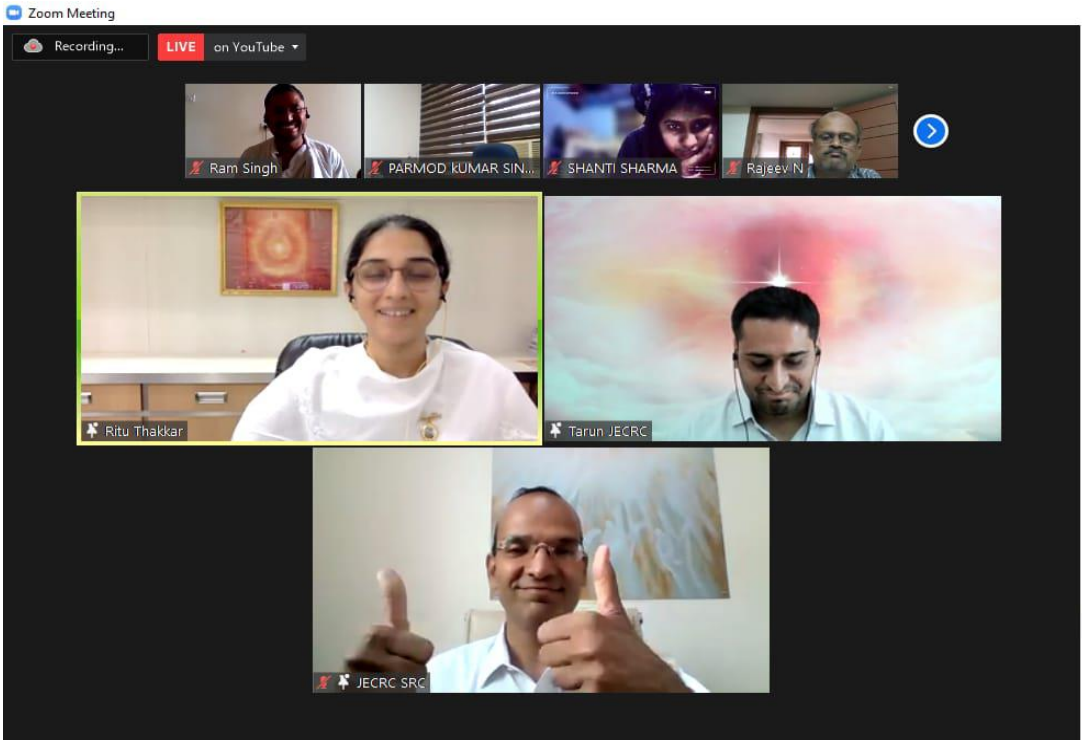 Zoom Meeting
Recording...
LIVE on YouTube
Ram Singh
PARMOD kUMAR SIN...
SHANTI SHARMA
Rajeev N
Ritu Thakkar
Tarun JECRC
JECRC SRC